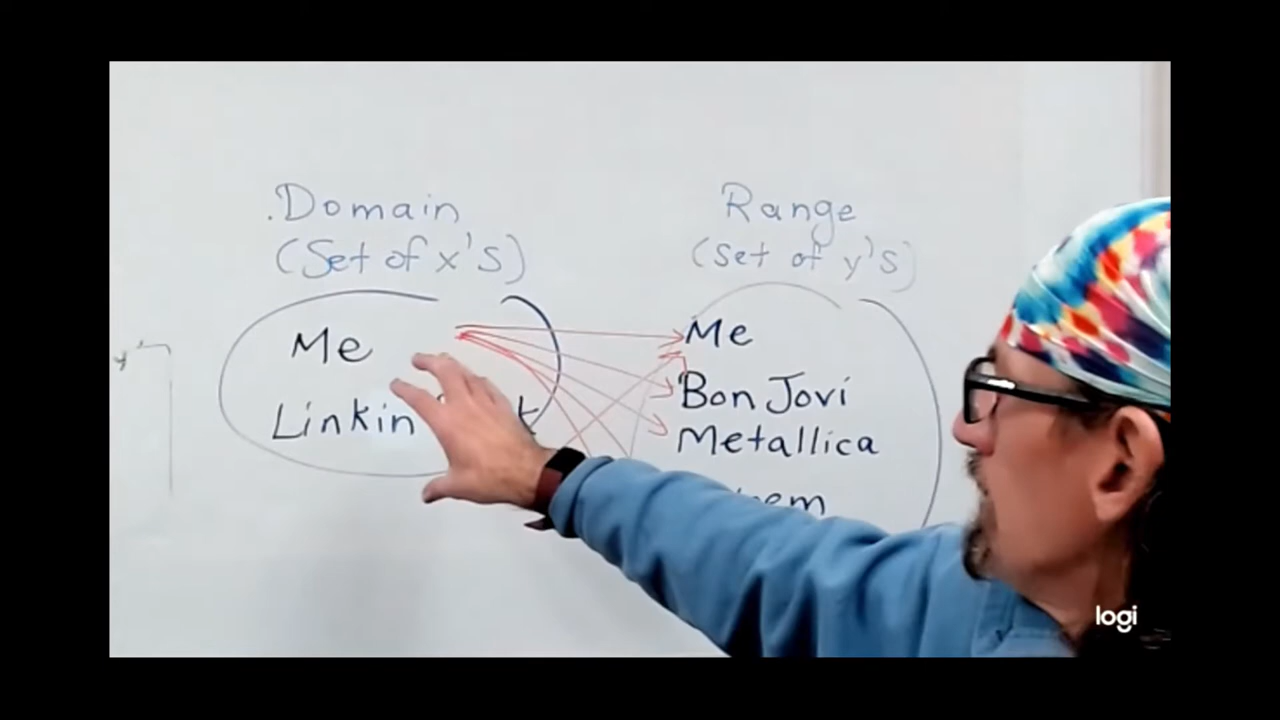 Domain
(Set of x's)
Range
(Set of y's)
Me
Linkin
Me
Bon Jovi
Metallica
y
logi